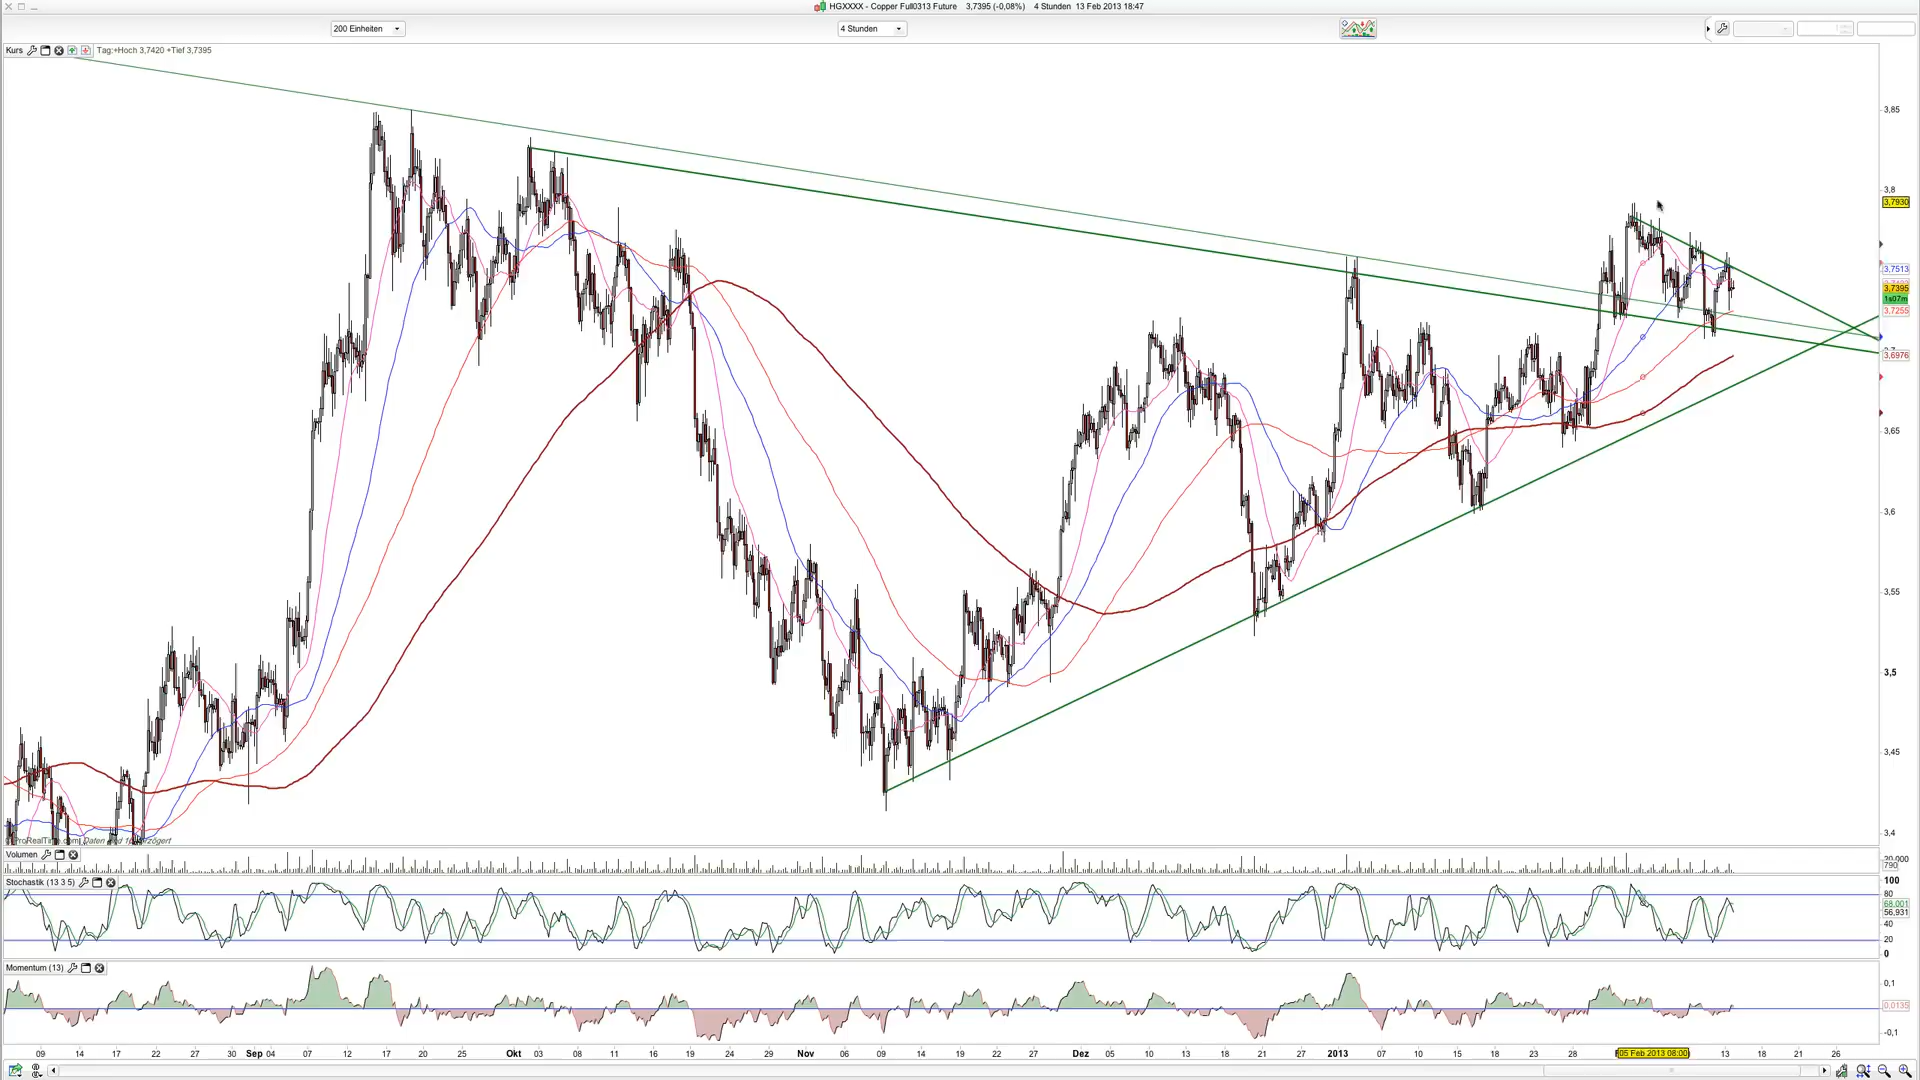 HGXXXX - Copper Full0313 Future 3,7395 (-0,08%) 4 Stunden 13 Feb 2013 18:47
200 Einheiten
4 Stunden
Kurs
Tag:+Hoch 3,7420 +Tief 3,7395
3,85
3,8
3,7930
3,7513
3,7395
1s07m
3,7255
3,6976
3,65
3,6
3,55
3,5
3,45
3,4
Volumen
20.000
790
Stochastik (13 3 5)
100
80
68,001
56,931
40
20
0
Momentum (13)
0,1
0,0135
-0,1
09 14 17 22 27 30 Sep 04 07 12 17 20 25 Okt 03 08 11 16 19 24 29 Nov 06 09 14 19 22 27 Dez 05 10 13 18 21 27 2013 07 10 15 18 23 28 05 Feb 2013 08:00 13 18 21 26